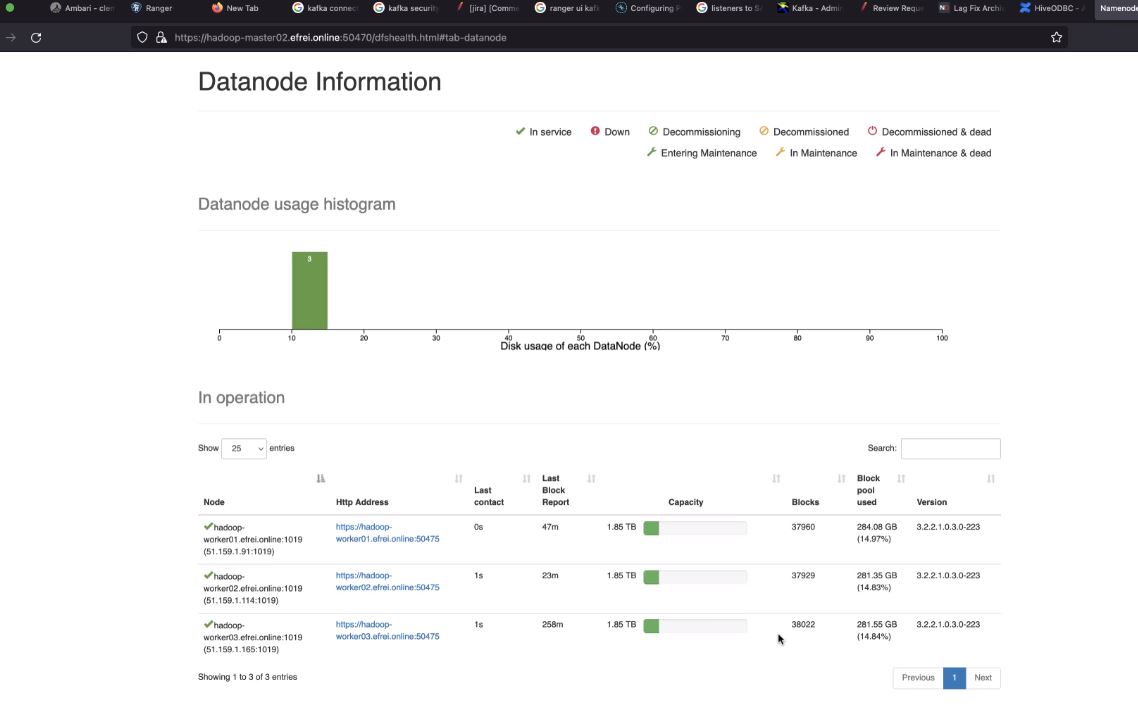 Ambari - clem
Ranger
New Tab
kafka connect
kafka security
[jira] [Comme
ranger ui kafk
Configuring P
listeners to SA
Kafka - Admin
Review Reque
Lag Fix Archi
HiveODBC - A
Namenode
https://hadoop-master02.efrei.online:50470/dfshealth.html#tab-datanode
Datanode Information
In service Down Decommissioning Decommissioned Decommissioned & dead
Entering Maintenance In Maintenance In Maintenance & dead
Datanode usage histogram
3
0 10 20 30 40 50 60 70 80 90 100
Disk usage of each DataNode (%)
In operation
Show 25 entries Search:
Node
Http Address
Last
contact
Last
Block
Report
Capacity
Blocks
Block
pool
used
Version
hadoop-
worker01.efrei.online:1019
(51.159.1.91:1019)
https://hadoop-
worker01.efrei.online:50475
0s
47m
1.85 TB
37960
284.08 GB
(14.97%)
3.2.2.1.0.3.0-223
hadoop-
worker02.efrei.online:1019
(51.159.1.114:1019)
https://hadoop-
worker02.efrei.online:50475
1s
23m
1.85 TB
37929
281.35 GB
(14.83%)
3.2.2.1.0.3.0-223
hadoop-
worker03.efrei.online:1019
(51.159.1.165:1019)
https://hadoop-
worker03.efrei.online:50475
1s
258m
1.85 TB
38022
281.55 GB
(14.84%)
3.2.2.1.0.3.0-223
Showing 1 to 3 of 3 entries
Previous 1 Next